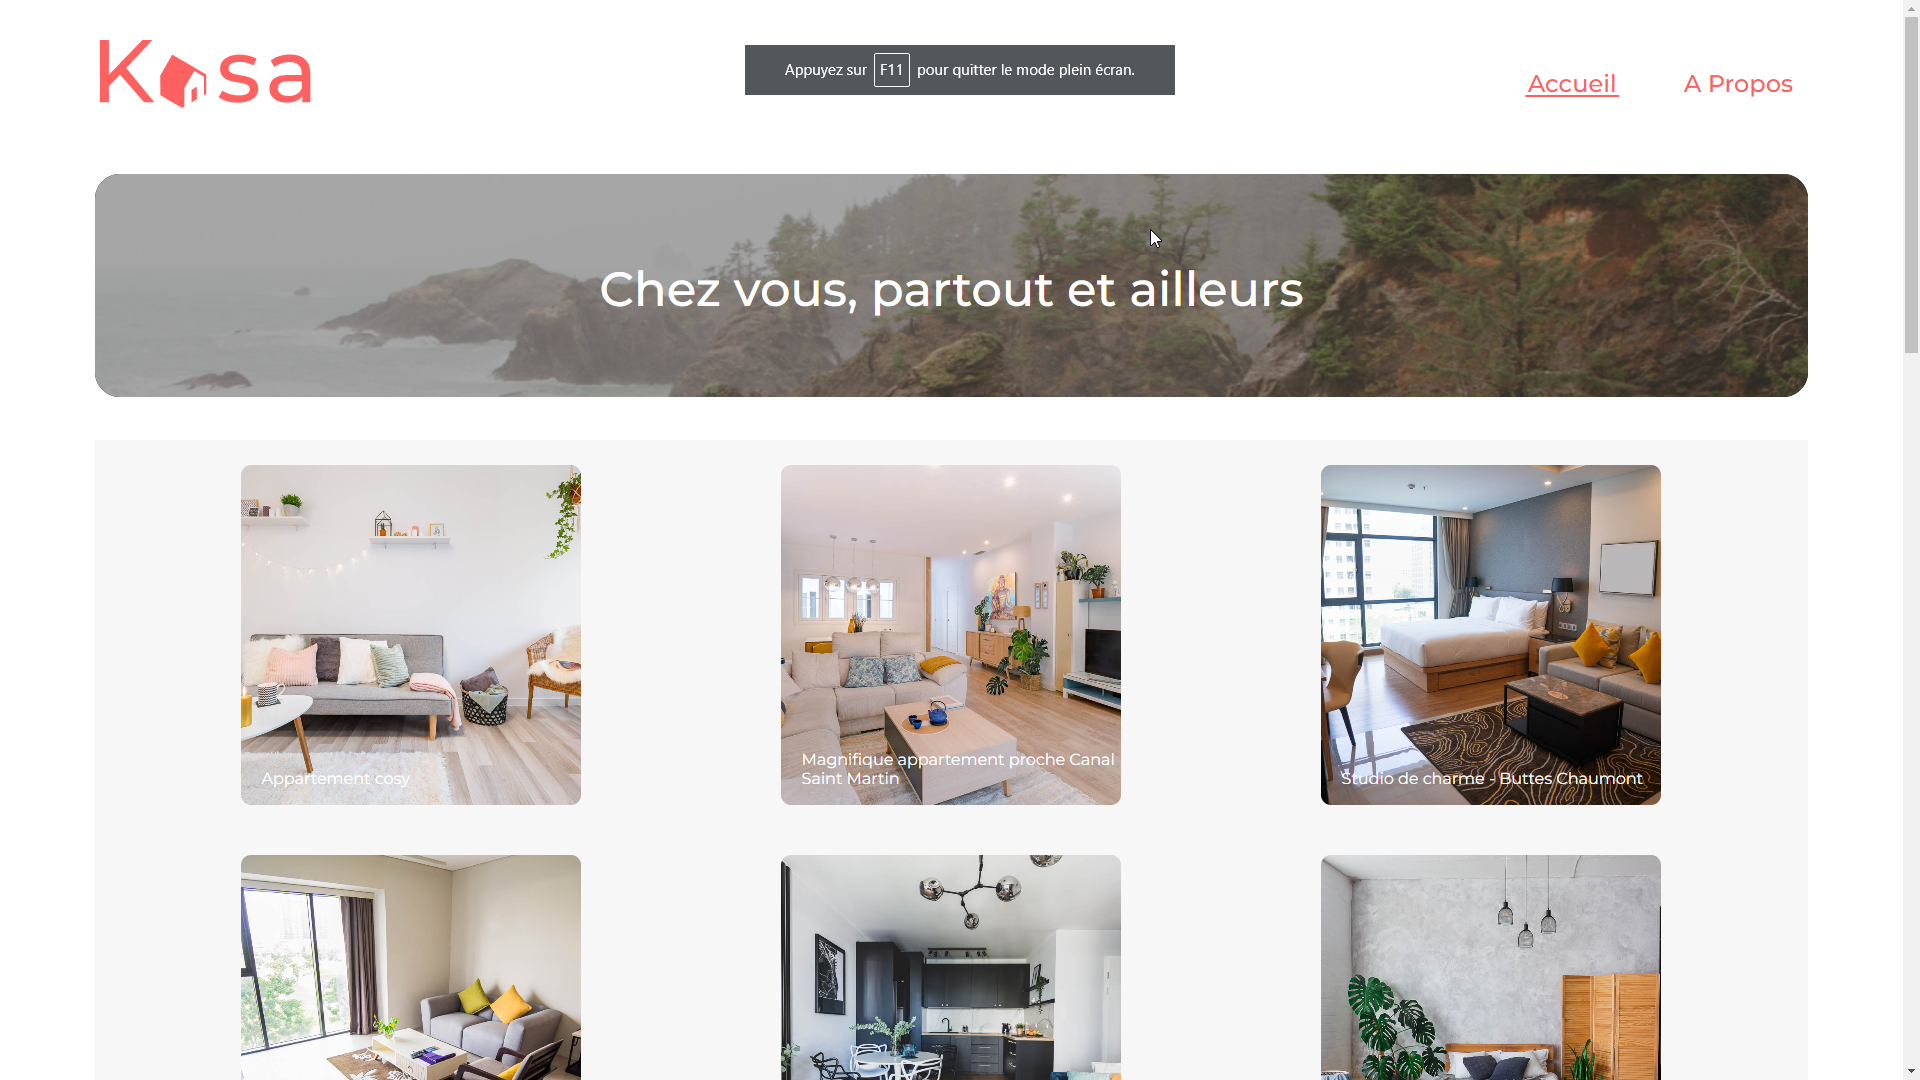 Kasa
Appuyez sur F11 pour quitter le mode plein écran.
Accueil
A Propos
Chez vous, partout et ailleurs
Appartement cosy
Magnifique appartement proche Canal
Saint Martin
Studio de charme - Buttes Chaumont